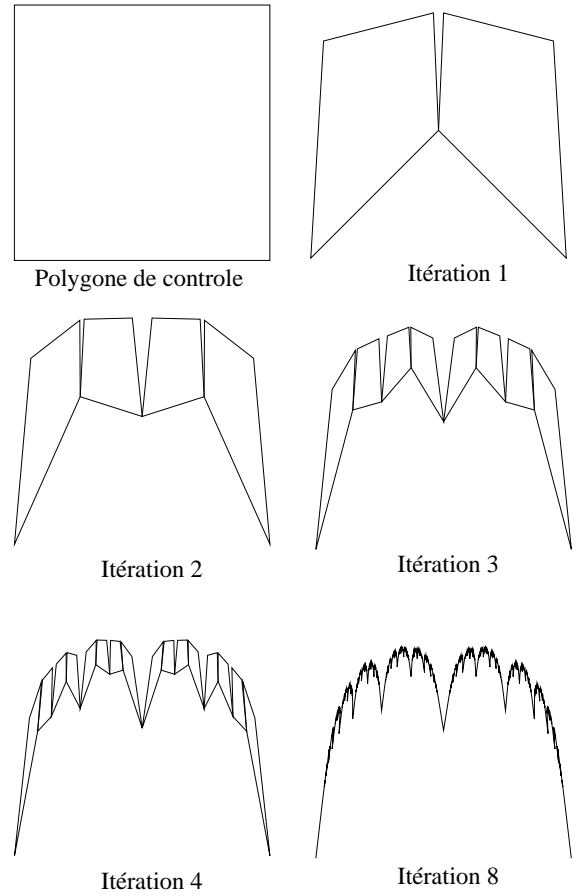 Polygone de controle
Itération 1
Itération 2
Itération 3
Itération 4
Itération 8